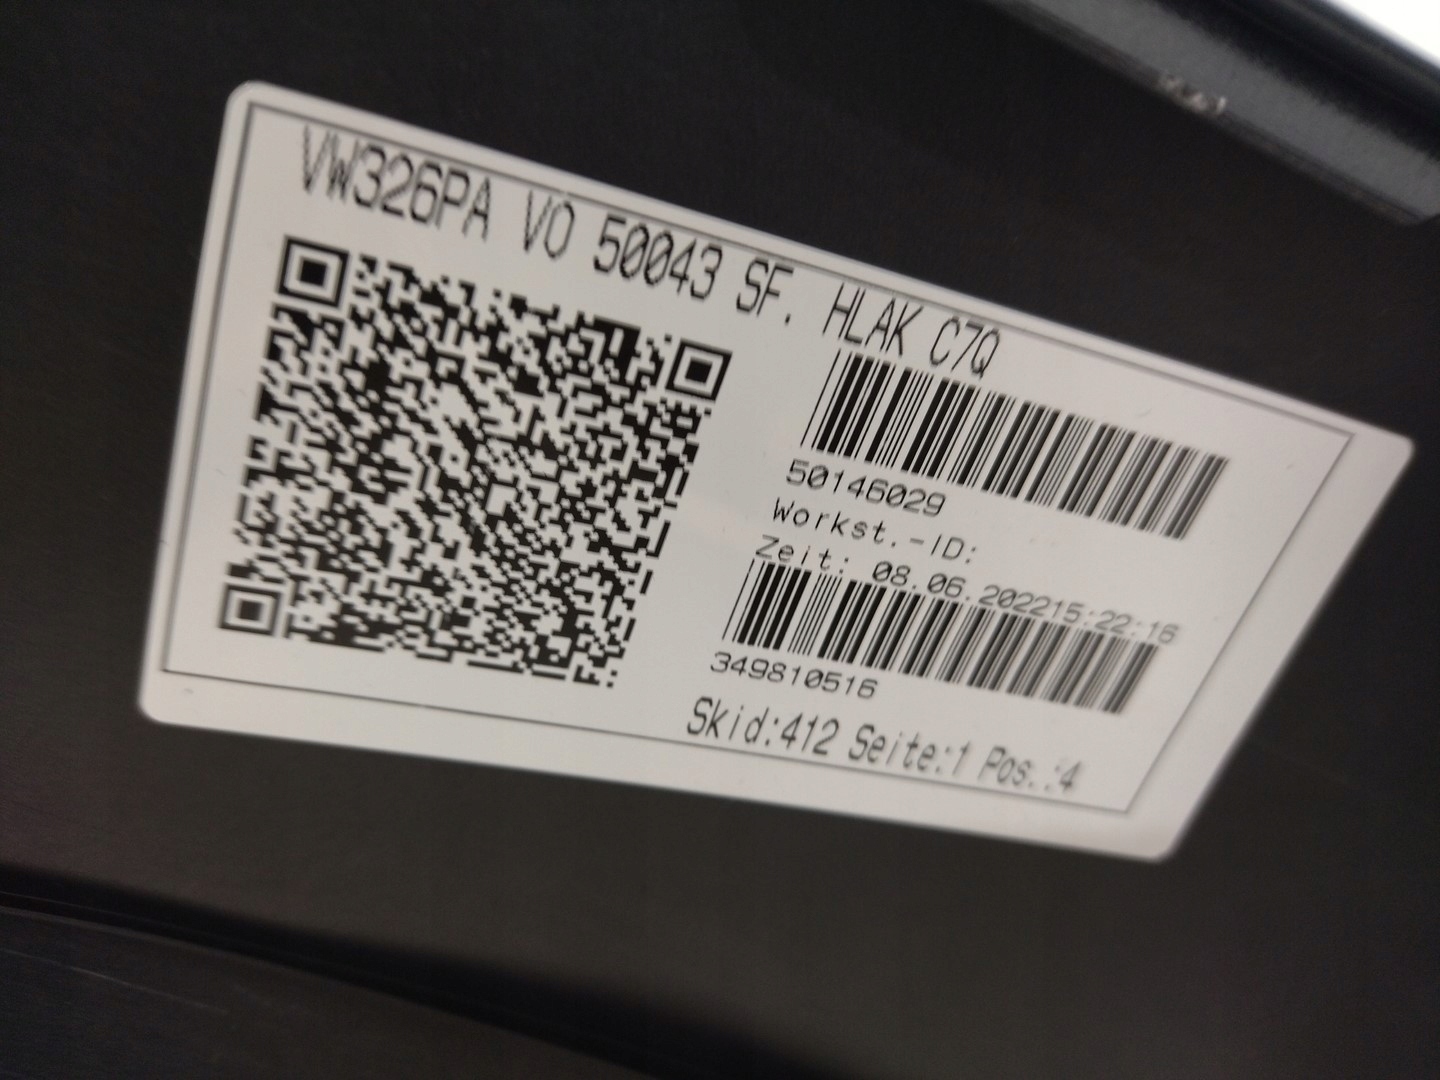 VW326PA VO 50043 SF. HLAK C7Q
50146029
Workst.-ID:
Zeit: 08.06.202215:22:16
349810516
Skid:412 Seite:1 Pos.:4